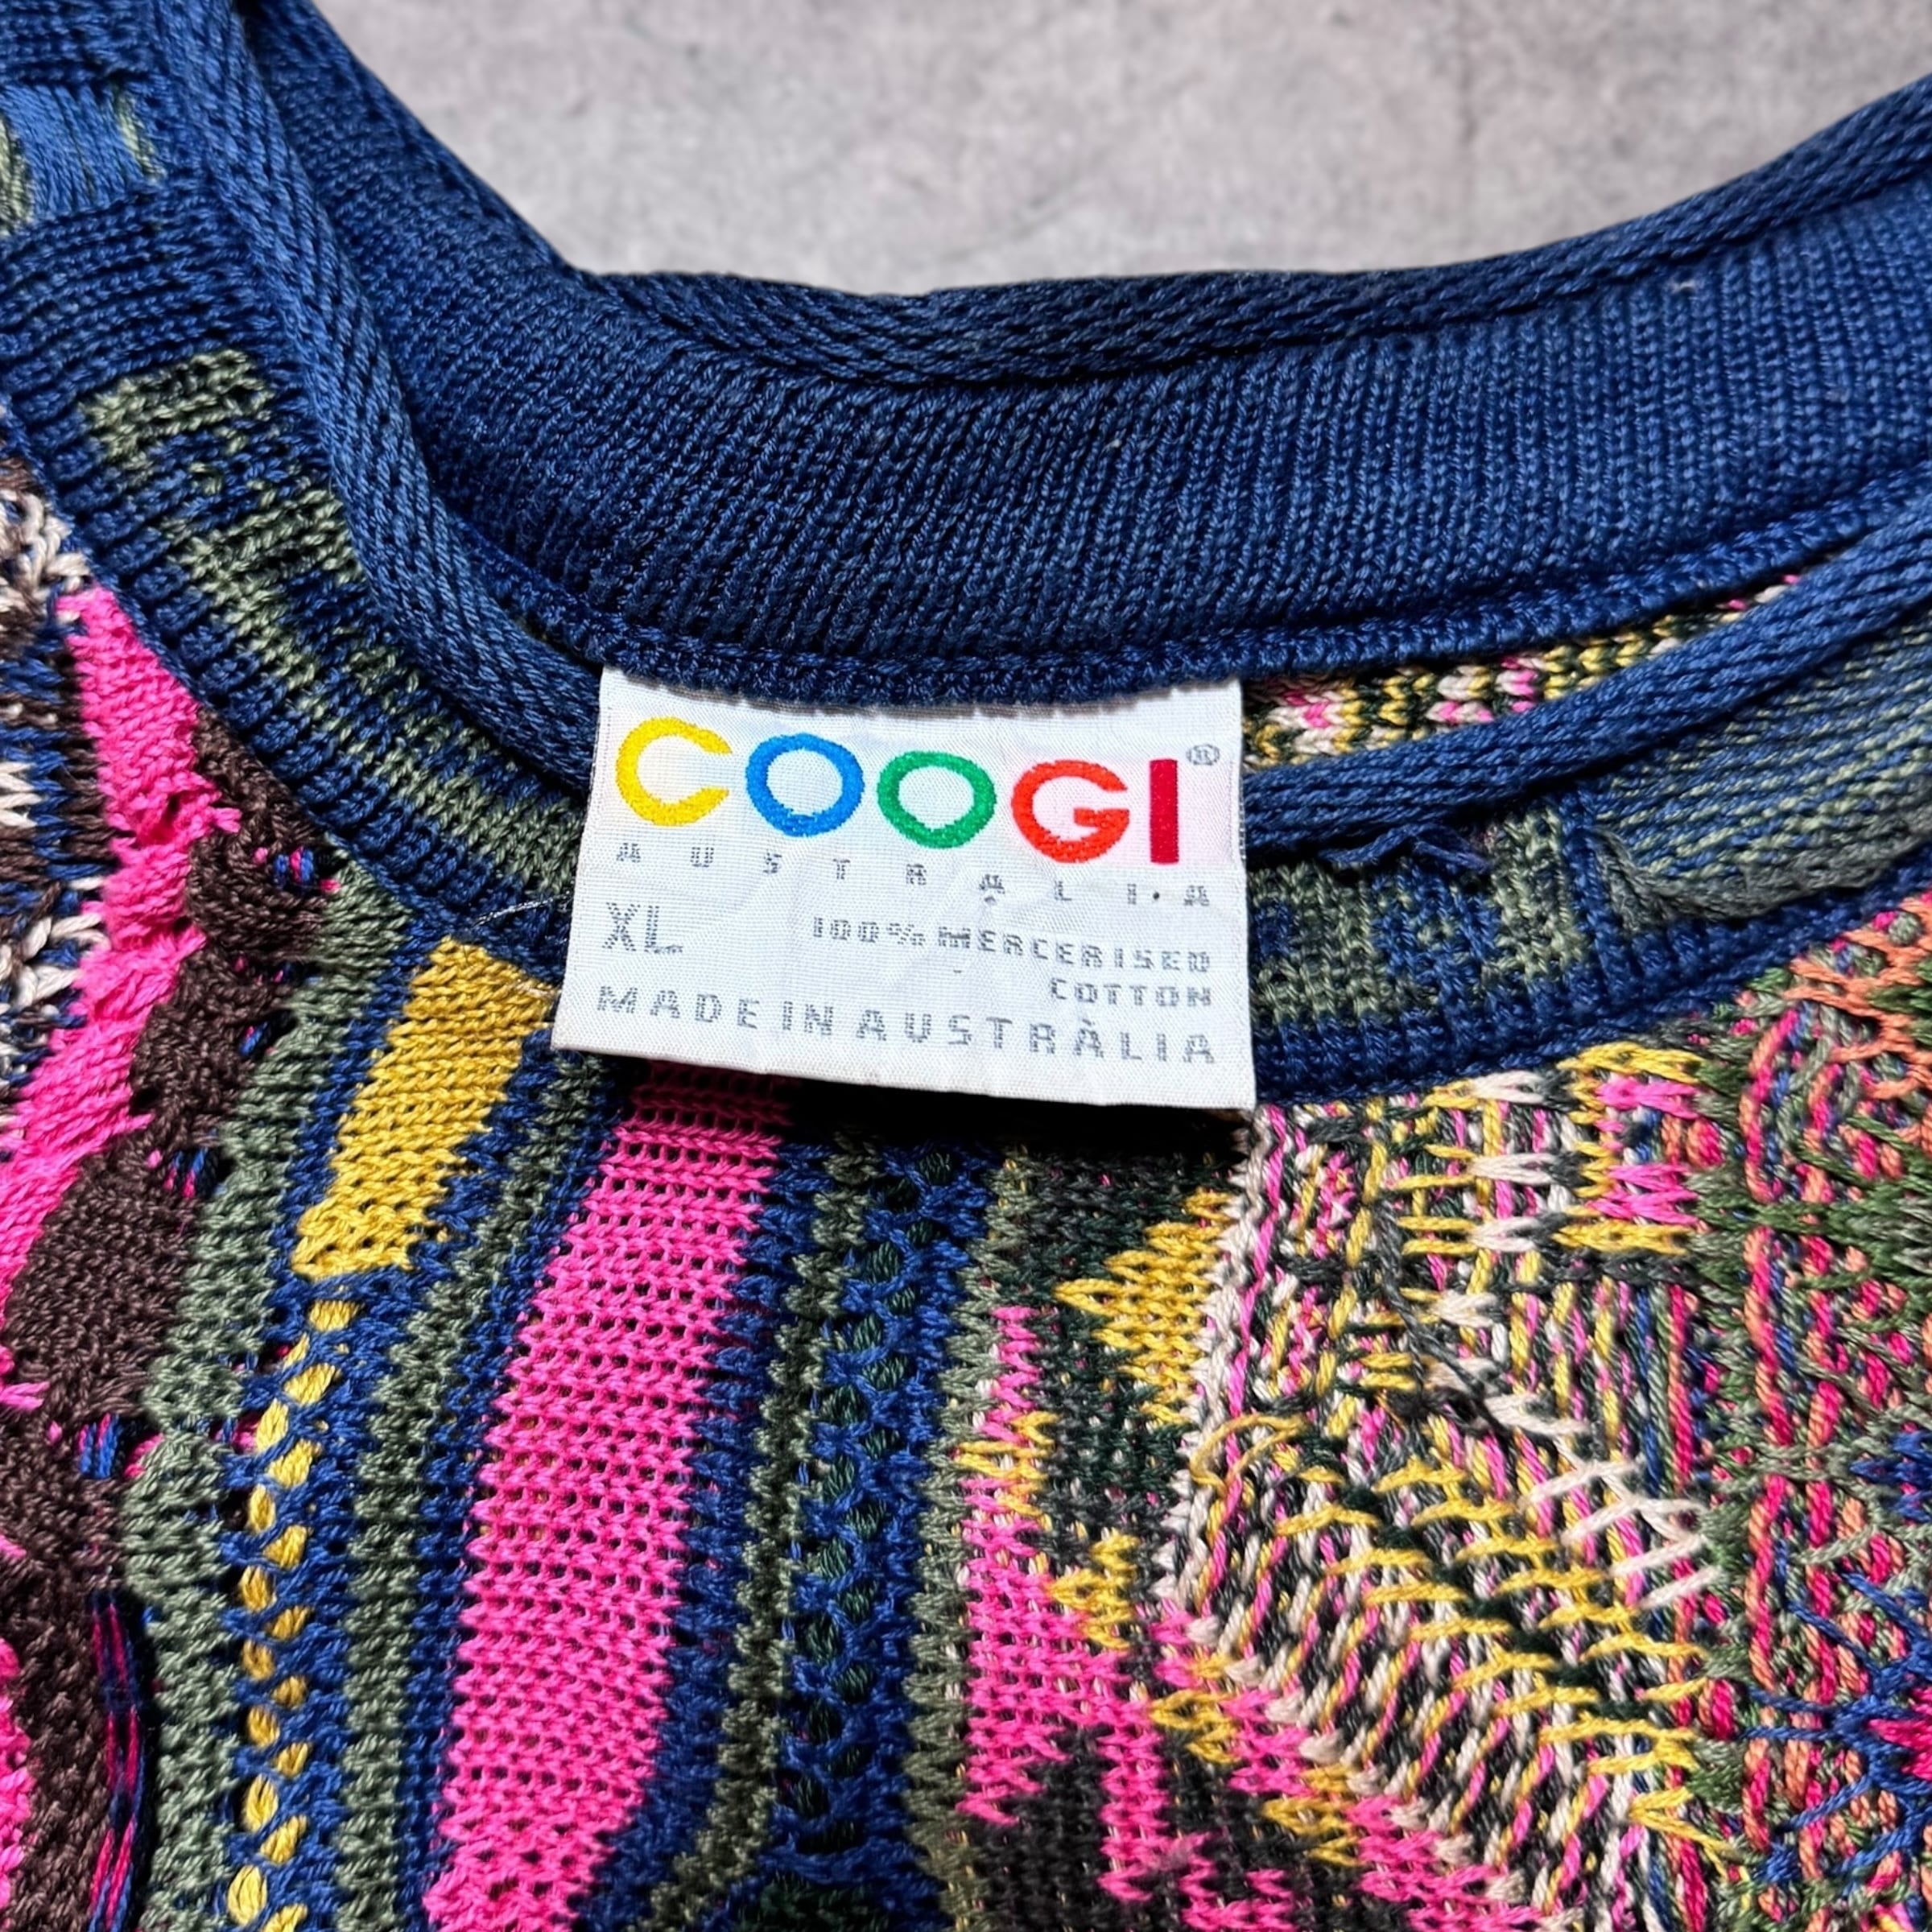 COOGI®
AUSTRALIA
XL
100% MERCERISED
COTTON
MADE IN AUSTRALIA